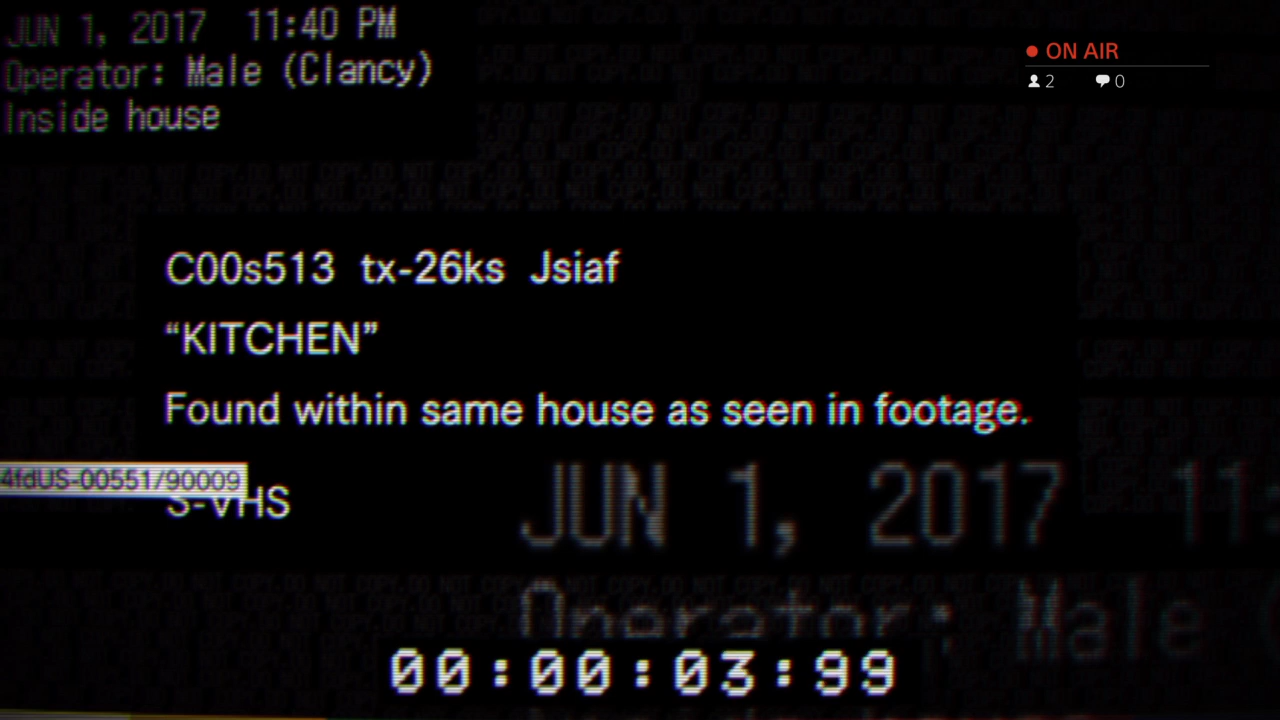 JUN 1, 2017 11:40 PM
Operator: Male (Clancy)
Inside house
ON AIR
2 0
C00s513 tx-26ks Jsiaf
“KITCHEN”
Found within same house as seen in footage.
4fdUS-00551/90009
S-VHS
JUN 1, 2017 11:
Operator: Male (
00:00:03:99